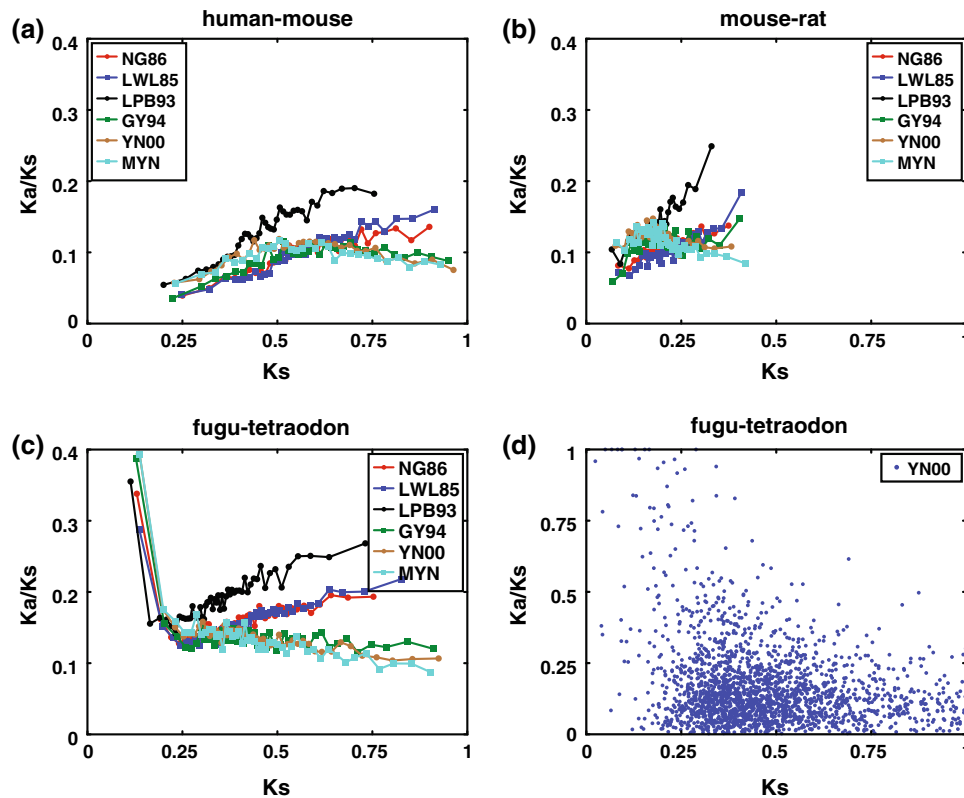 (a)
human-mouse
0.4
0.3
0.2
0.1
0
Ka/Ks
NG86
LWL85
LPB93
GY94
YN00
MYN
0
0.25
0.5
0.75
1
Ks
(b)
mouse-rat
0.4
0.3
0.2
0.1
0
Ka/Ks
NG86
LWL85
LPB93
GY94
YN00
MYN
0
0.25
0.5
0.75
1
Ks
(c)
fugu-tetraodon
0.4
0.3
0.2
0.1
0
Ka/Ks
NG86
LWL85
LPB93
GY94
YN00
MYN
0
0.25
0.5
0.75
1
Ks
(d)
fugu-tetraodon
1
0.75
0.5
0.25
0
Ka/Ks
YN00
0
0.25
0.5
0.75
1
Ks